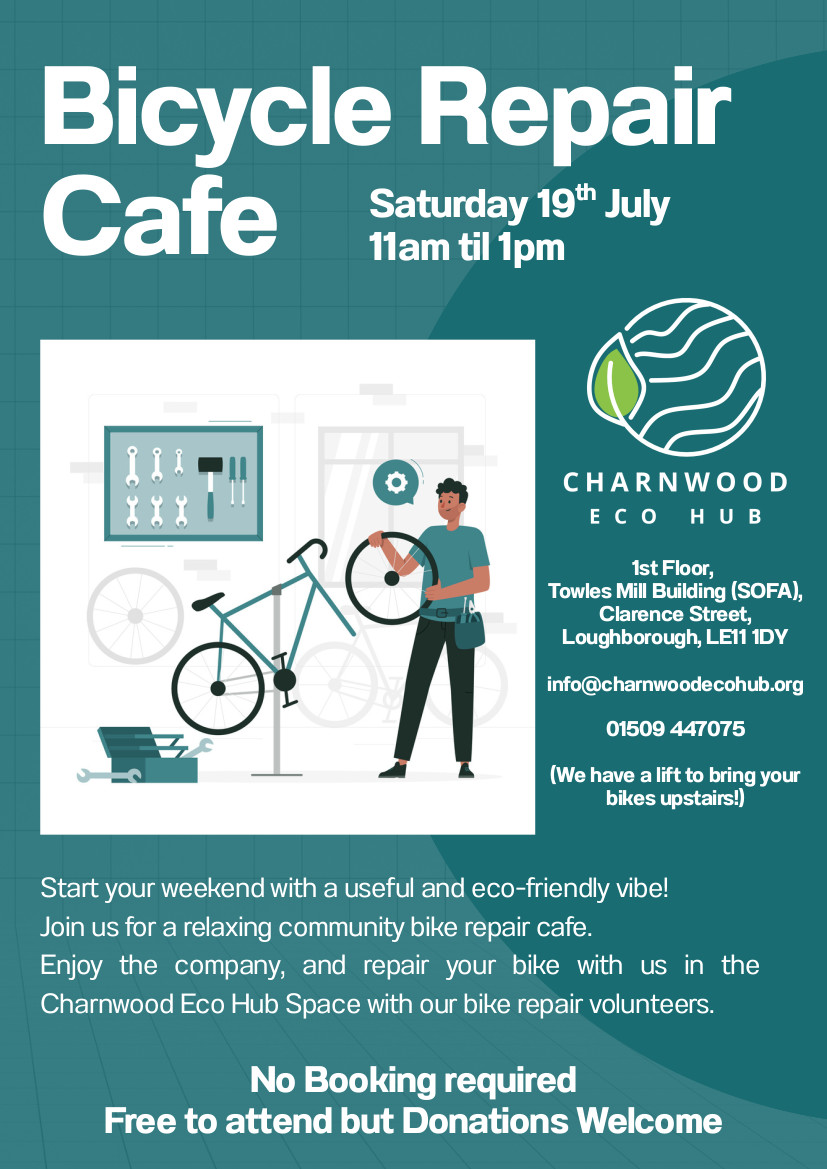 Bicycle Repair
Cafe
Saturday 19th July
11am til 1pm
CHARNWOOD
ECO HUB
1st Floor,
Towles Mill Building (SOFA),
Clarence Street,
Loughborough, LE11 1DY
info@charnwoodecohub.org
01509 447075
(We have a lift to bring your
bikes upstairs!)
Start your weekend with a useful and eco-friendly vibe!
Join us for a relaxing community bike repair cafe.
Enjoy the company, and repair your bike with us in the
Charnwood Eco Hub Space with our bike repair volunteers.
No Booking required
Free to attend but Donations Welcome